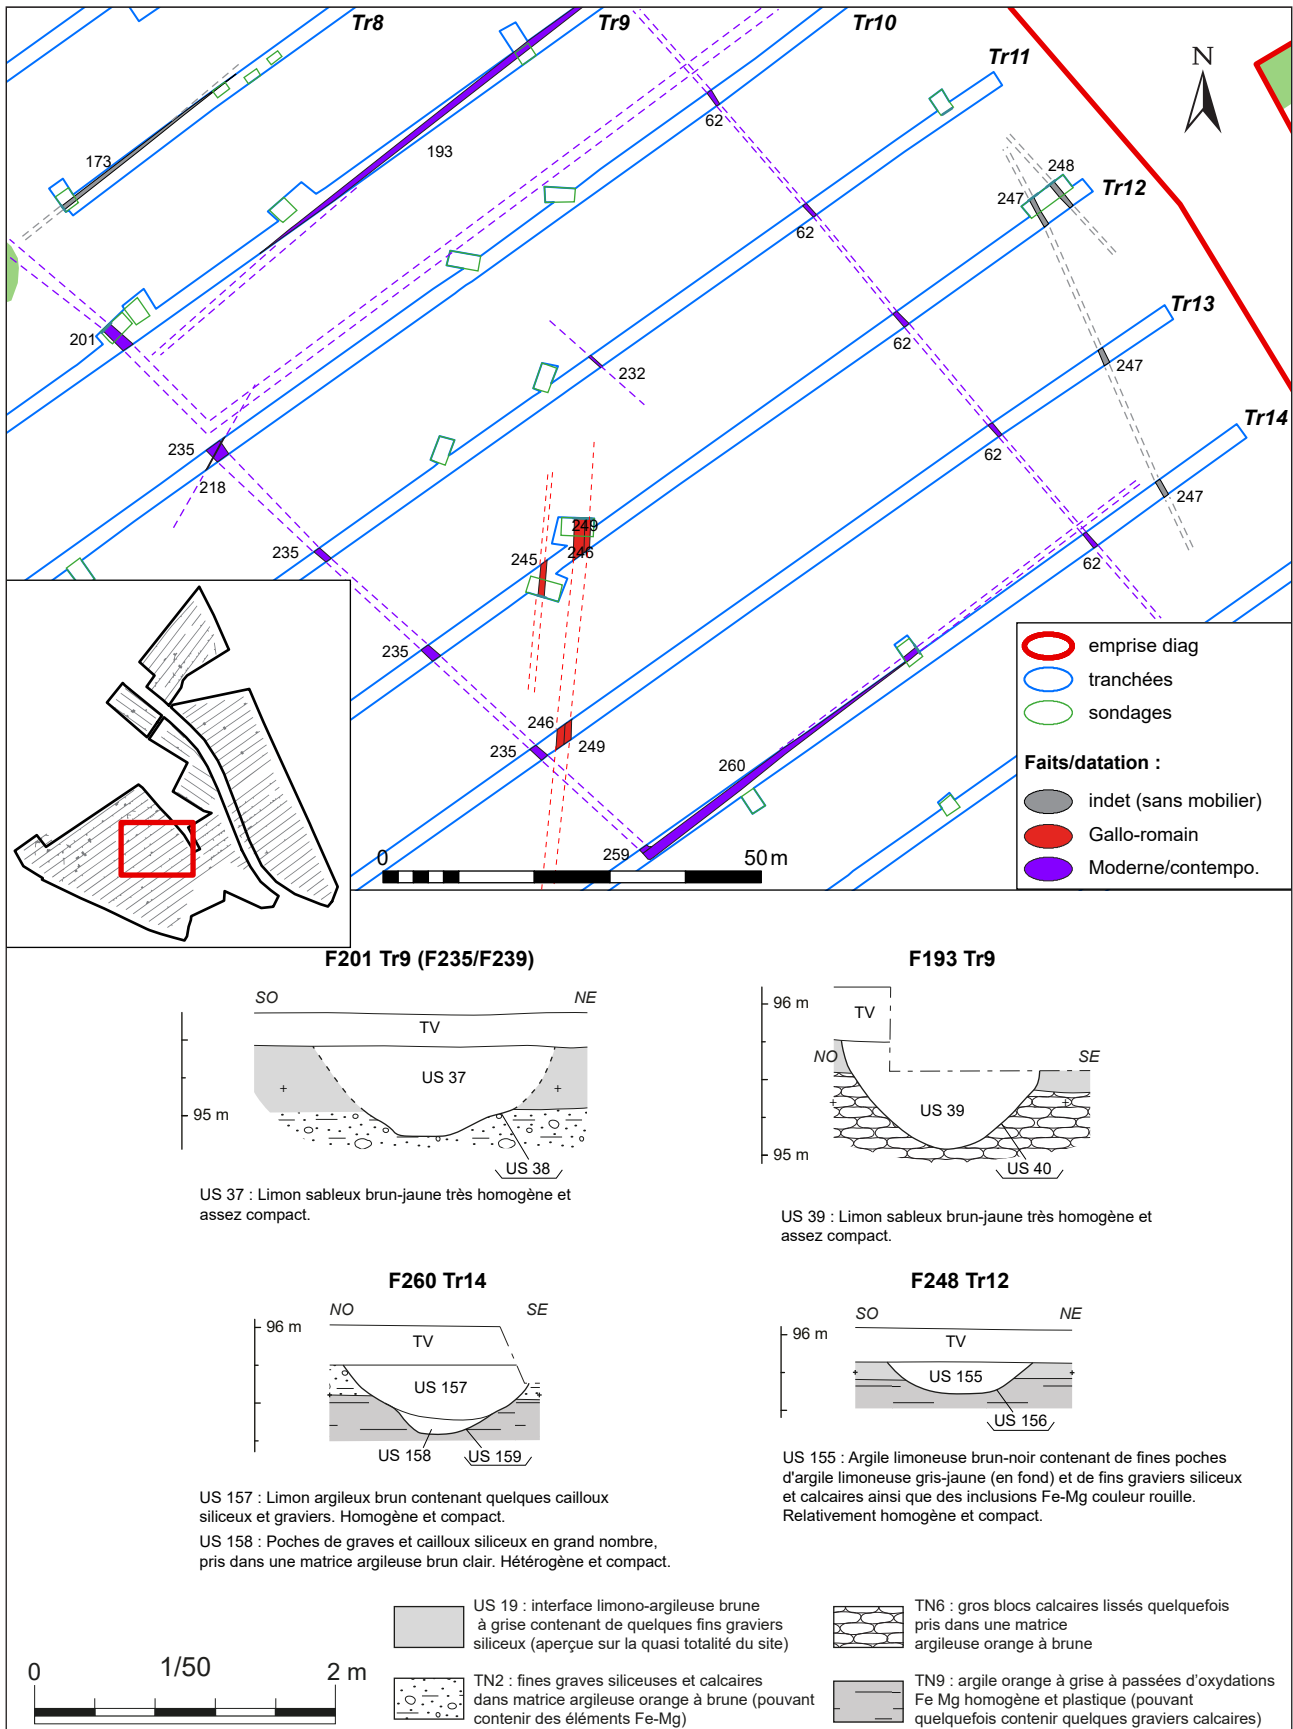 Tr8
Tr9
Tr10
Tr11
N
62
193
173
248
Tr12
247
62
Tr13
201
62
247
232
Tr14
235
62
218
247
249
235
245
246
62
emprise diag
235
tranchées
sondages
246
235
249
Faits/datation :
260
indet (sans mobilier)
Gallo-romain
259
0
50 m
Moderne/contempo.
F201 Tr9 (F235/F239)
SO
NE
TV
US 37
95 m
US 38
US 37 : Limon sableux brun-jaune très homogène et
assez compact.
F193 Tr9
96 m
TV
NO
SE
US 39
95 m
US 40
US 39 : Limon sableux brun-jaune très homogène et
assez compact.
F260 Tr14
NO
SE
96 m
TV
US 157
US 158
US 159
US 157 : Limon argileux brun contenant quelques cailloux
siliceux et graviers. Homogène et compact.
US 158 : Poches de graves et cailloux siliceux en grand nombre,
pris dans une matrice argileuse brun clair. Hétérogène et compact.
F248 Tr12
SO
NE
96 m
TV
US 155
US 156
US 155 : Argile limoneuse brun-noir contenant de fines poches
d'argile limoneuse gris-jaune (en fond) et de fins graviers siliceux
et calcaires ainsi que des inclusions Fe-Mg couleur rouille.
Relativement homogène et compact.
US 19 : interface limono-argileuse brune
à grise contenant de quelques fins graviers
siliceux (aperçue sur la quasi totalité du site)
TN6 : gros blocs calcaires lissés quelquefois
pris dans une matrice
argileuse orange à brune
0
1/50
2 m
TN2 : fines graves siliceuses et calcaires
dans matrice argileuse orange à brune (pouvant
contenir des éléments Fe-Mg)
TN9 : argile orange à grise à passées d'oxydations
Fe Mg homogène et plastique (pouvant
quelquefois contenir quelques graviers calcaires)